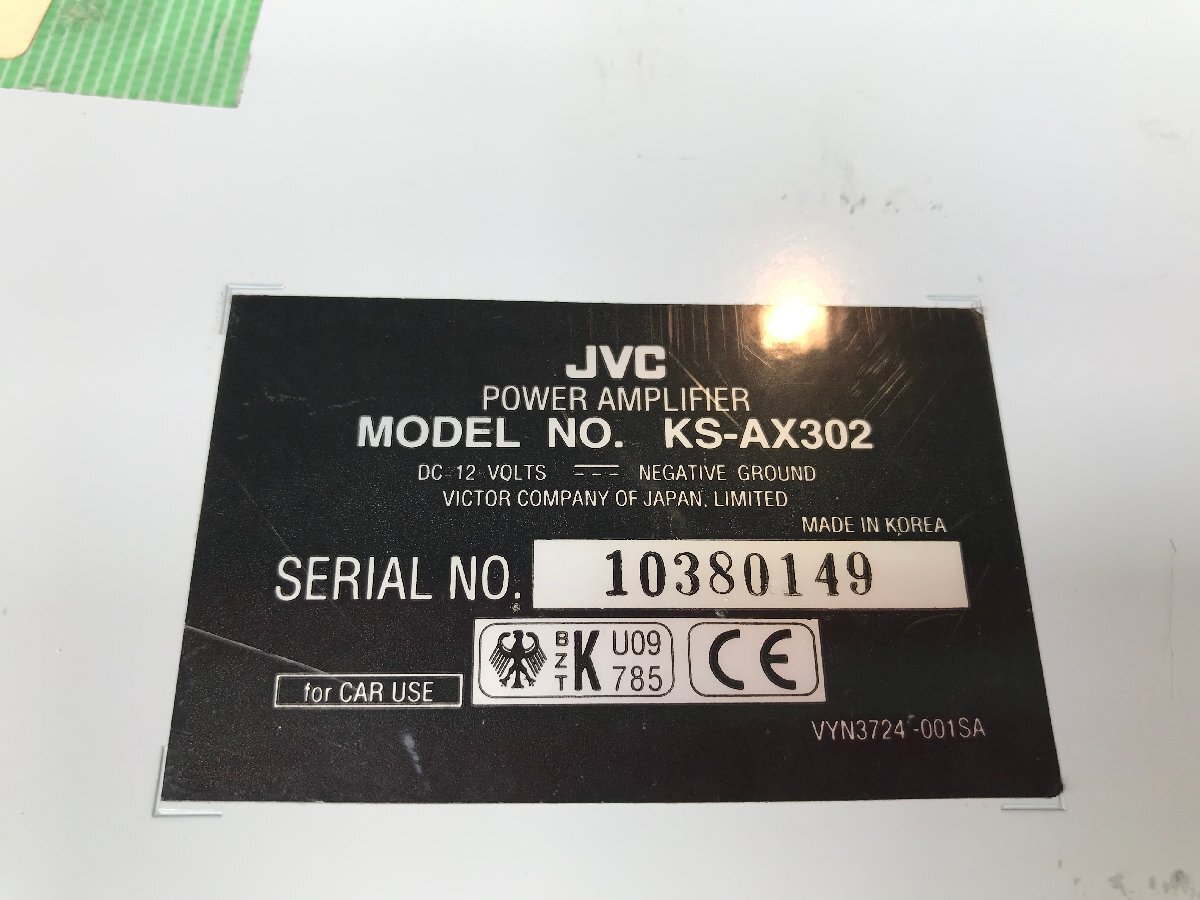 JVC
POWER AMPLIFIER
MODEL NO. KS-AX302
DC 12 VOLTS NEGATIVE GROUND
VICTOR COMPANY OF JAPAN, LIMITED
MADE IN KOREA
SERIAL NO. 10380149
BZT K U09 785 CE
for CAR USE
VYN3724-001SA